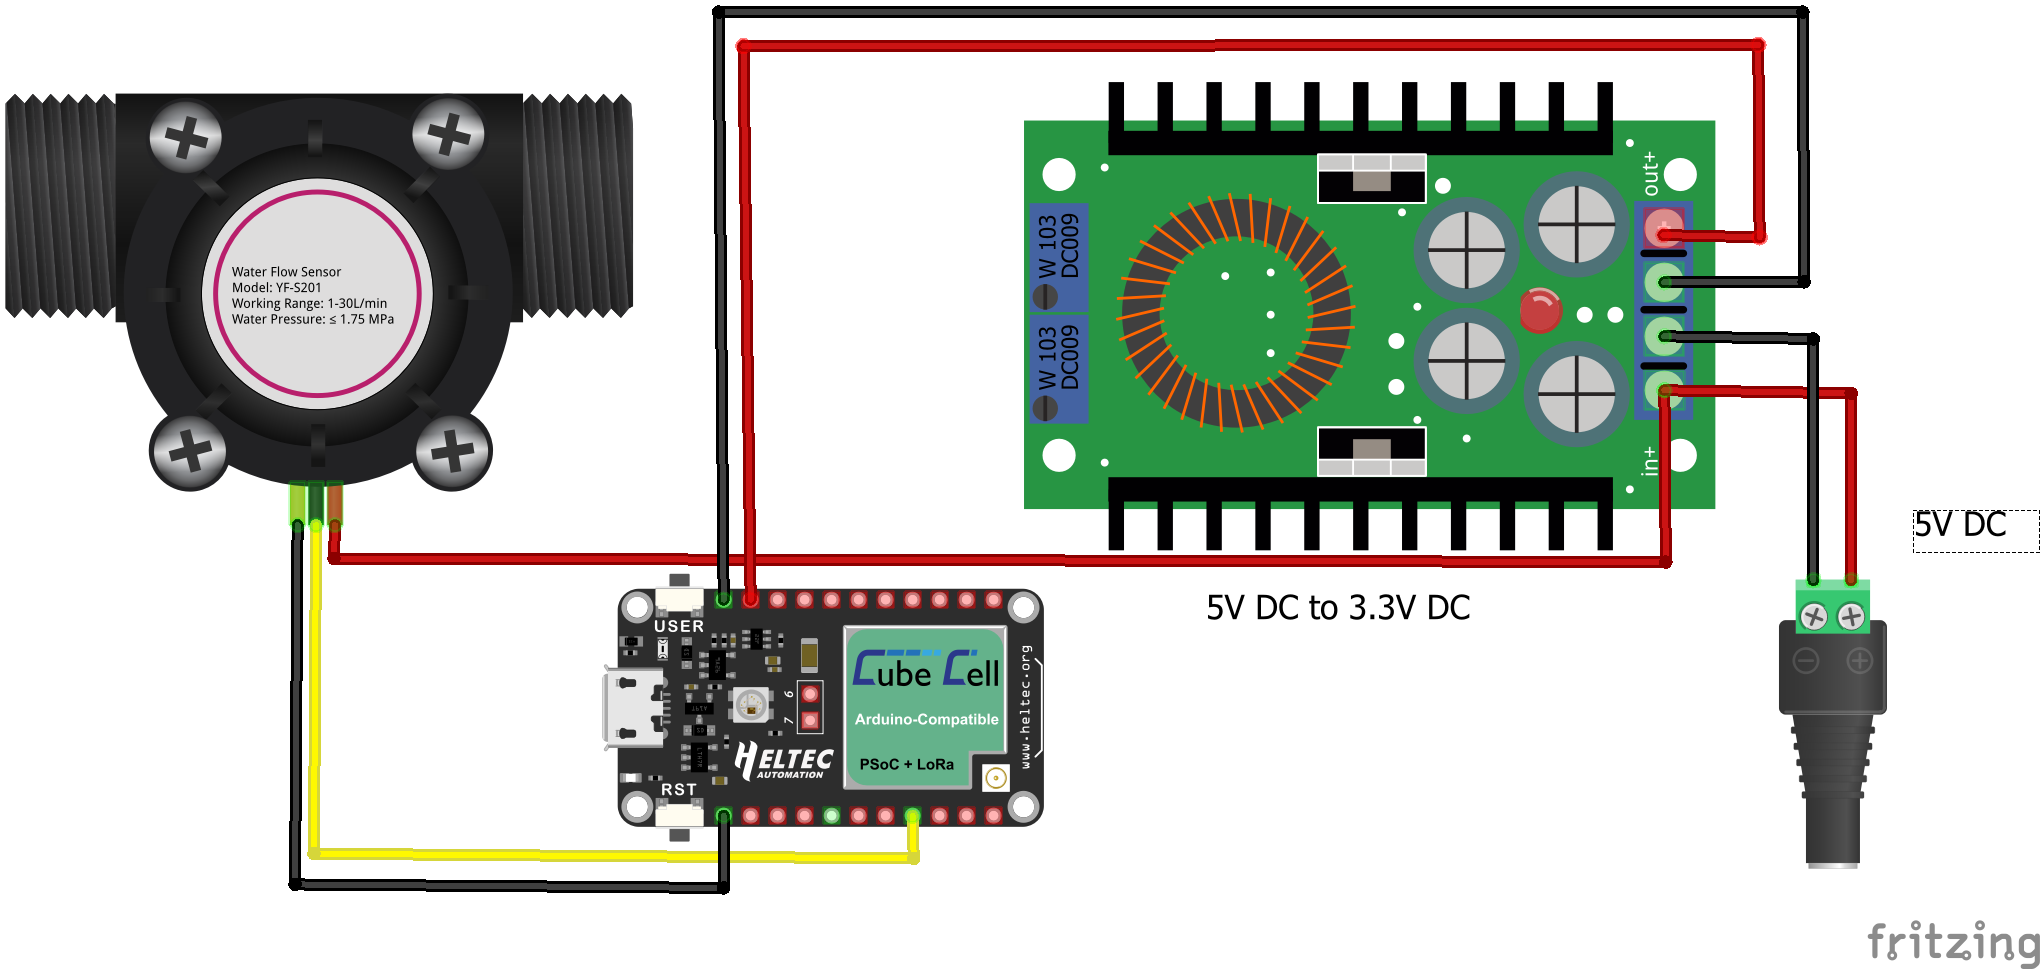 Water Flow Sensor
Model: YF-S201
Working Range: 1-30L/min
Water Pressure: ≤ 1.75 MPa
W 103
DC009
W 103
DC009
out+
in+
5V DC
5V DC to 3.3V DC
USER
6
7
Cube Cell
Arduino-Compatible
PSoC + LoRa
www.heltec.org
HELTEC
AUTOMATION
RST
fritzing